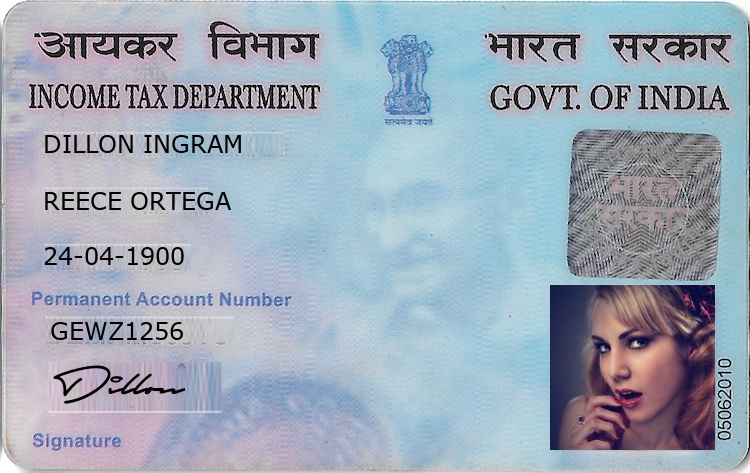 आयकर विभाग
भारत सरकार
INCOME TAX DEPARTMENT
GOVT. OF INDIA
सत्यमेव जयते
DILLON INGRAM
REECE ORTEGA
24-04-1900
भारत
सरकार
Permanent Account Number
GEWZ1256
Dillon
Signature
05062010